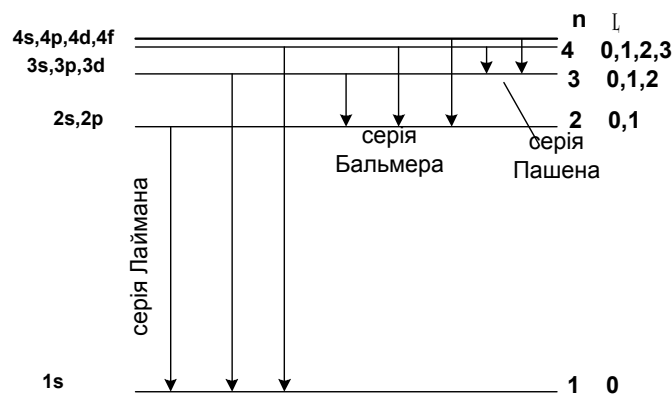 n L
4s,4p,4d,4f
4 0,1,2,3
3s,3p,3d
3 0,1,2
2s,2p
2 0,1
серія
Бальмера
серія
Пашена
серія Лаймана
1s
1 0